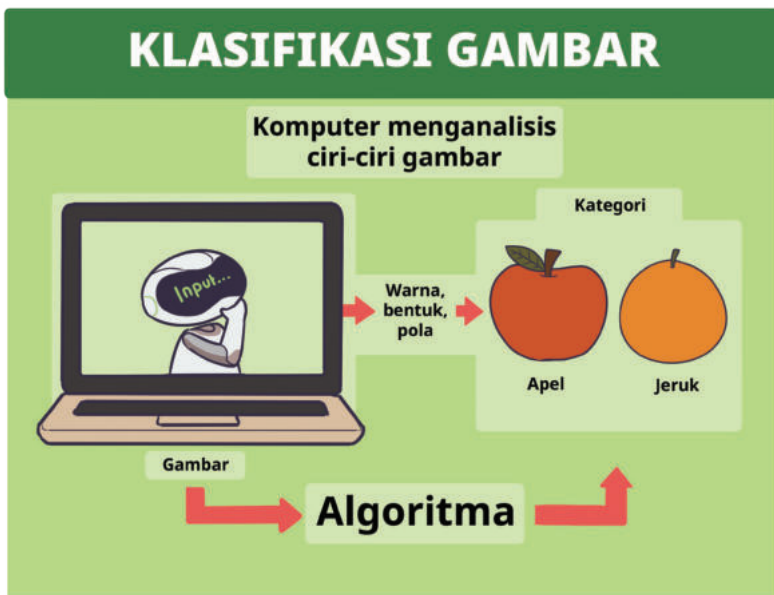 KLASIFIKASI GAMBAR
Komputer menganalisis
ciri-ciri gambar
Input...
Warna,
bentuk,
pola
Kategori
Apel
Jeruk
Gambar
Algoritma